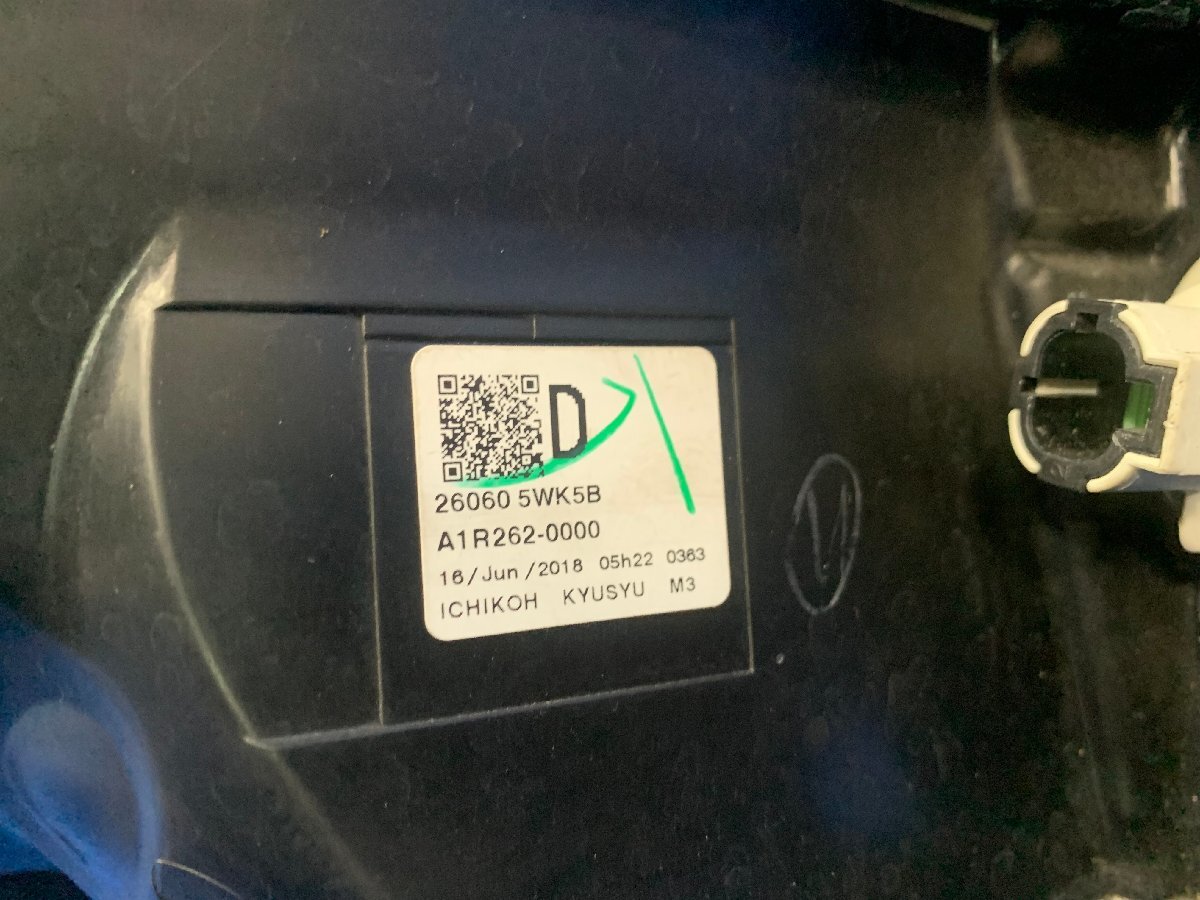 D
26060 5WK5B
A1R262-0000
16/Jun/2018 05h22 0363
ICHIKOH KYUSYU M3